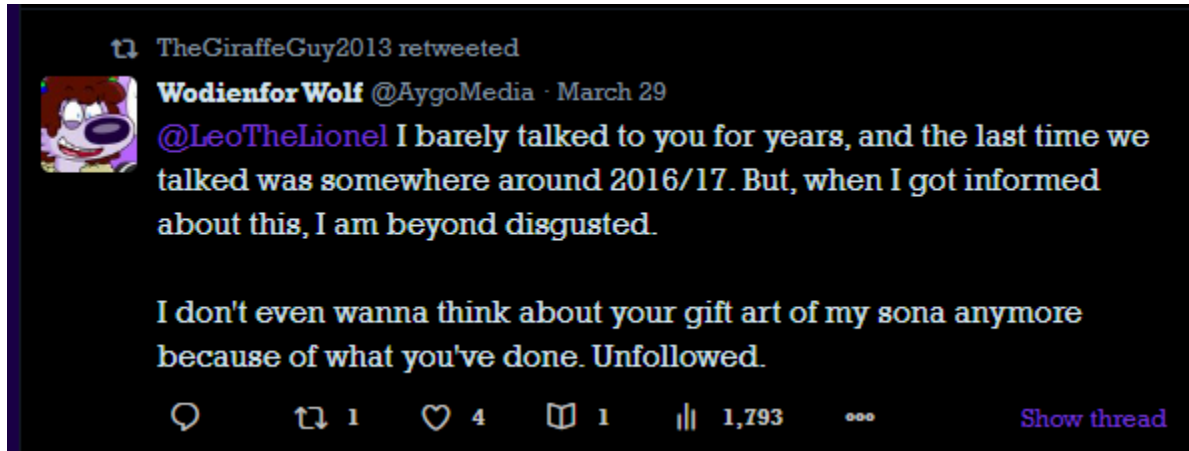 TheGiraffeGuy2013 retweeted
Wodienfor Wolf @AygoMedia · March 29
@LeoTheLionel I barely talked to you for years, and the last time we
talked was somewhere around 2016/17. But, when I got informed
about this, I am beyond disgusted.
I don't even wanna think about your gift art of my sona anymore
because of what you've done. Unfollowed.
1 4 1 1,793 Show thread